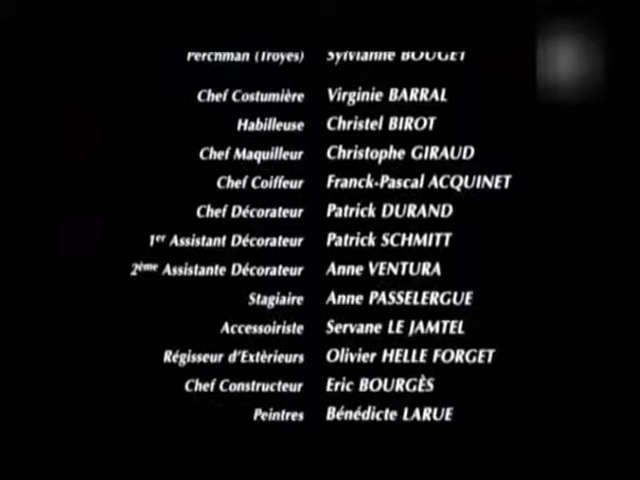 Perchman (Troyes) Sylvianne BOUGET
Chef Costumière Virginie BARRAL
Habilleuse Christel BIROT
Chef Maquilleur Christophe GIRAUD
Chef Coiffeur Franck-Pascal ACQUINET
Chef Décorateur Patrick DURAND
1er Assistant Décorateur Patrick SCHMITT
2ème Assistante Décorateur Anne VENTURA
Stagiaire Anne PASSELERGUE
Accessoiriste Servane LE JAMTEL
Régisseur d'Extèrieurs Olivier HELLE FORGET
Chef Constructeur Eric BOURGÈS
Peintres Bénédicte LARUE